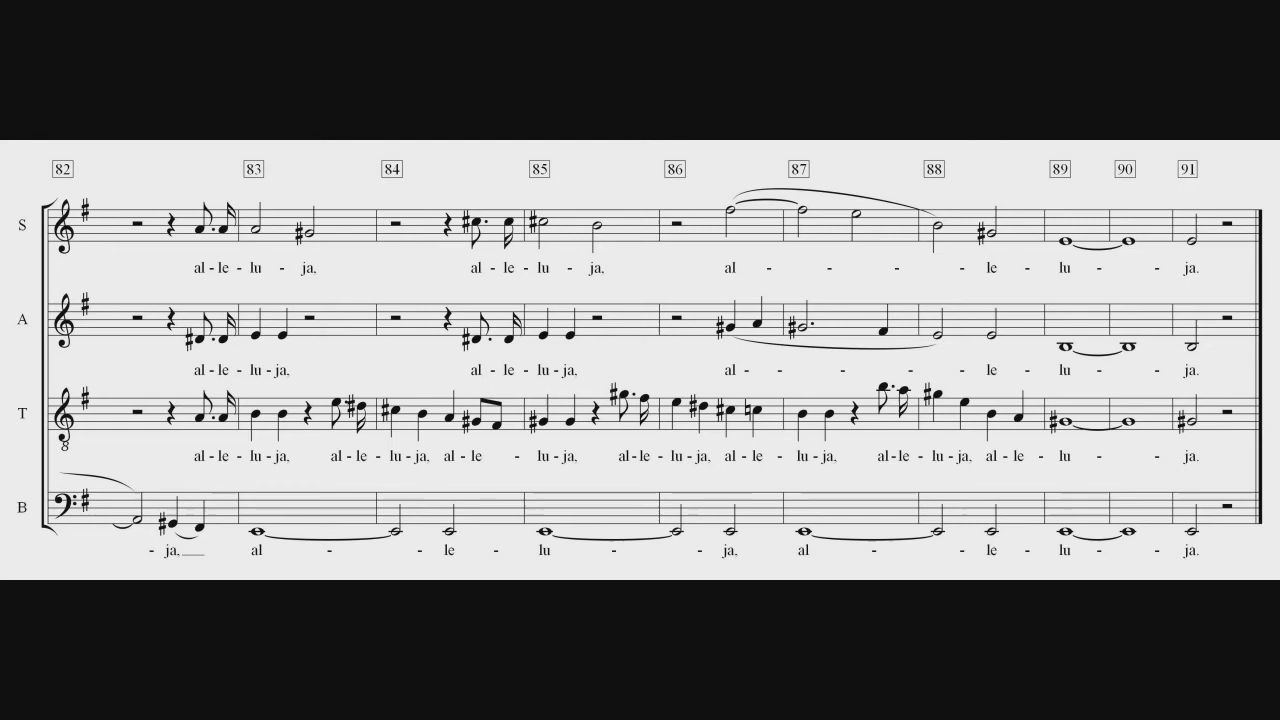 82 83 84 85 86 87 88 89 90 91
S
al - le - lu - ja, al - le - lu - ja, al - - - - le - lu - - ja.
A
al - le - lu - ja, al - le - lu - ja, al - - - - le - lu - - ja.
T
8
al - le - lu - ja, al - le - lu - ja, al - le - lu - ja, al - le - lu - ja, al - le - lu - ja, al - le - lu - ja, al - le - lu - - ja.
B
- ja, al - - le - lu - - ja, al - - le - lu - - ja.